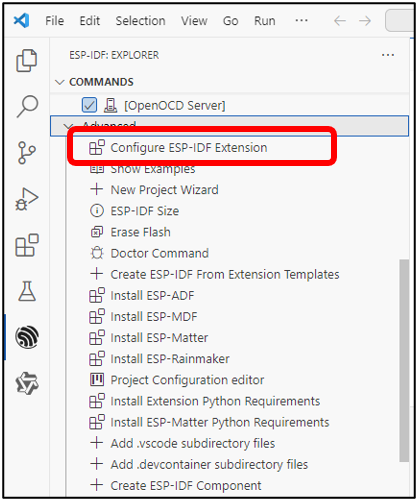 File Edit Selection View Go Run ...
ESP-IDF: EXPLORER
COMMANDS
[OpenOCD Server]
Advanced
Configure ESP-IDF Extension
Show Examples
New Project Wizard
ESP-IDF Size
Erase Flash
Doctor Command
Create ESP-IDF From Extension Templates
Install ESP-ADF
Install ESP-MDF
Install ESP-Matter
Install ESP-Rainmaker
Project Configuration editor
Install Extension Python Requirements
Install ESP-Matter Python Requirements
Add .vscode subdirectory files
Add .devcontainer subdirectory files
Create ESP-IDF Component